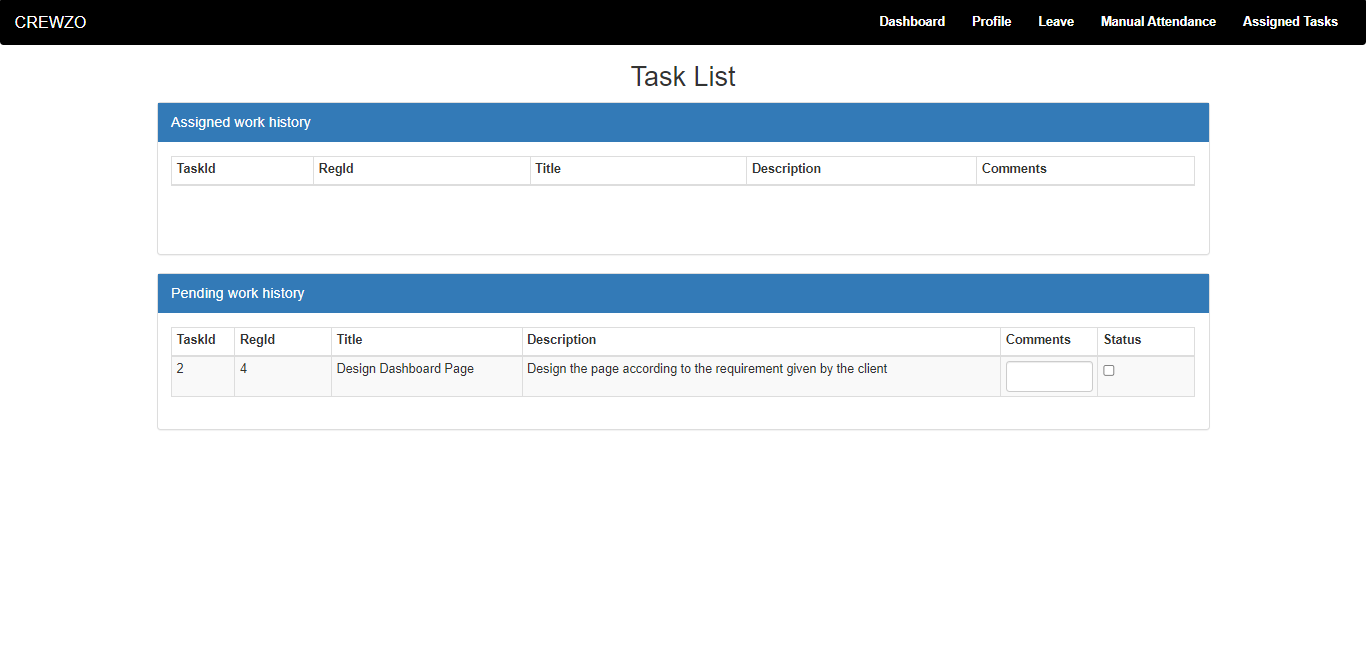 CREWZO Dashboard Profile Leave Manual Attendance Assigned Tasks
Task List
Assigned work history
TaskId RegId Title Description Comments
Pending work history
TaskId RegId Title Description Comments Status
2 4 Design Dashboard Page Design the page according to the requirement given by the client